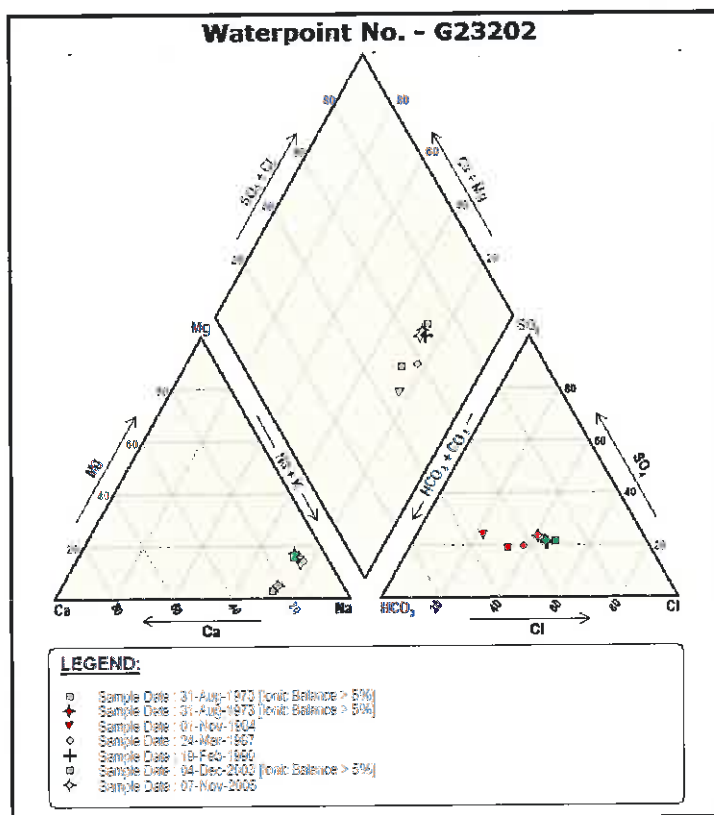 Waterpoint No. - G23202
80
80
80
60
SO₄ + Cl
Ca + Mg
20
20
Mg
SO₄
80
80
Mg
60
Na + K
HCO₃ + CO₃
60
SO₄
40
40
20
20
Ca
Na
HCO₃
20
40
60
80
Cl
Ca
Cl
LEGEND:
Sample Date : 31-Aug-1973 [Ionic Balance > 5%]
Sample Date : 31-Aug-1973 [Ionic Balance > 5%]
Sample Date : 01-Nov-1984
Sample Date : 24-Mar-1987
Sample Date : 19-Feb-1990
Sample Date : 04-Dec-2003 [Ionic Balance > 5%]
Sample Date : 07-Nov-2005